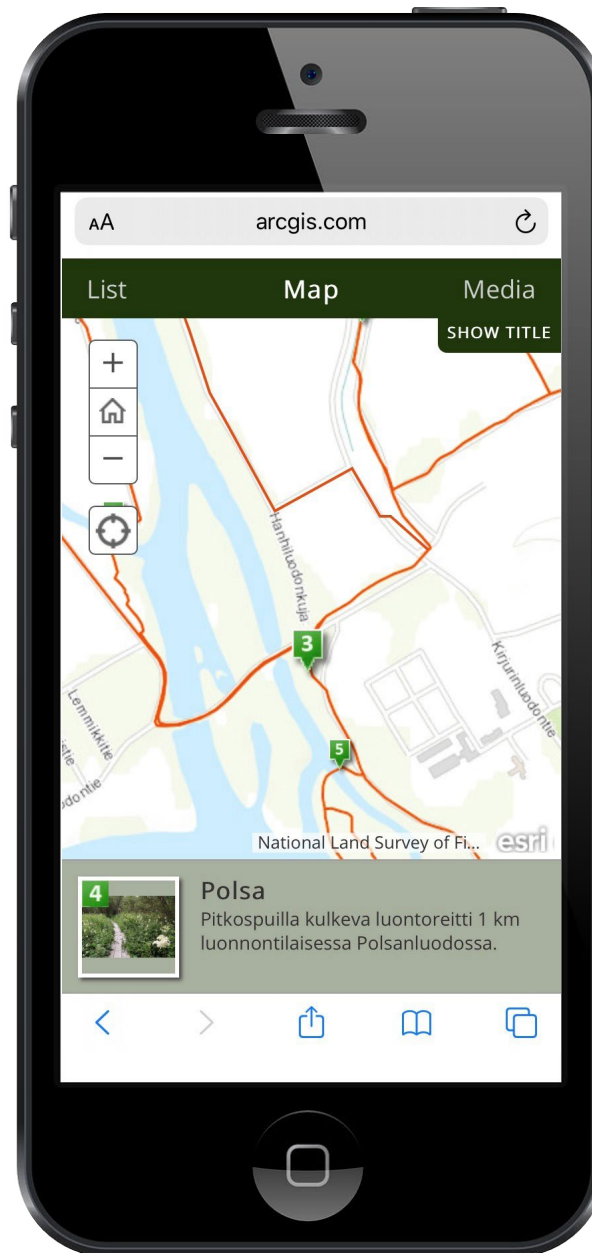 AA
arcgis.com
List
Map
Media
SHOW TITLE
+
−
Hanhiluodonkuja
3
Kirjurinluodontie
Lemmikkitie
5
National Land Survey of Fi...
esri
4
Polsa
Pitkospuilla kulkeva luontoreitti 1 km
luonnontilaisessa Polsanluodossa.